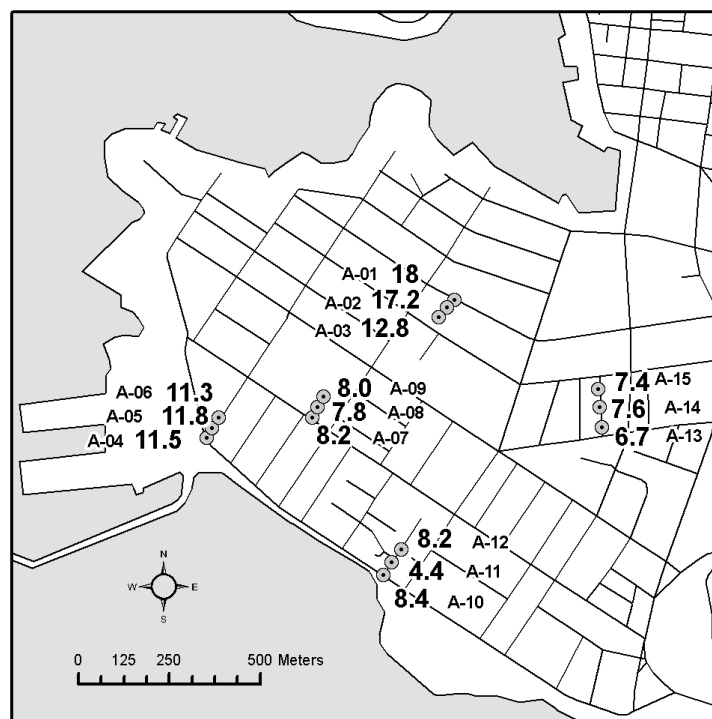 A-01 18
A-02 17.2
A-03 12.8
A-06 11.3
A-05 11.8
A-04 11.5
8.0 A-09
7.8 A-08
8.2 A-07
7.4 A-15
7.6 A-14
6.7 A-13
8.2 A-12
4.4 A-11
8.4 A-10
N
W E
S
0 125 250 500 Meters